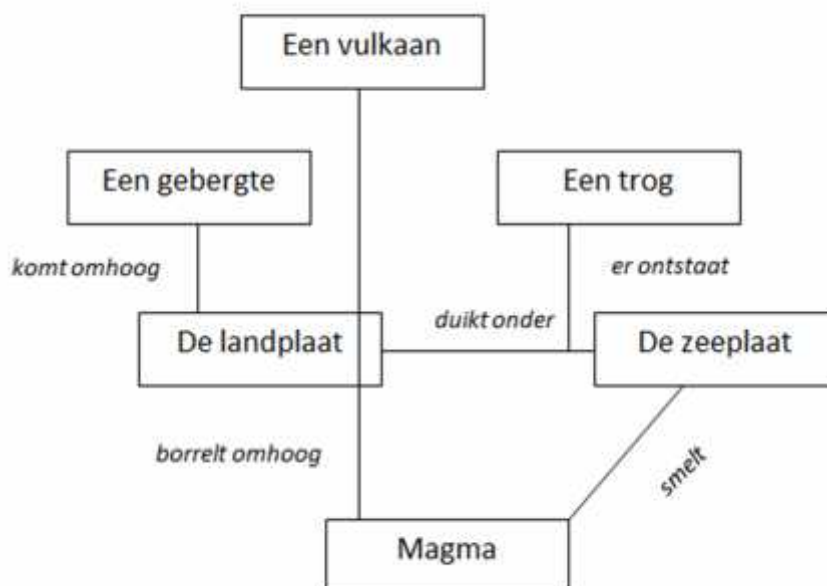 Een vulkaan
Een gebergte
Een trog
komt omhoog
er ontstaat
De landplaat
duikt onder
De zeeplaat
borrelt omhoog
smelt
Magma